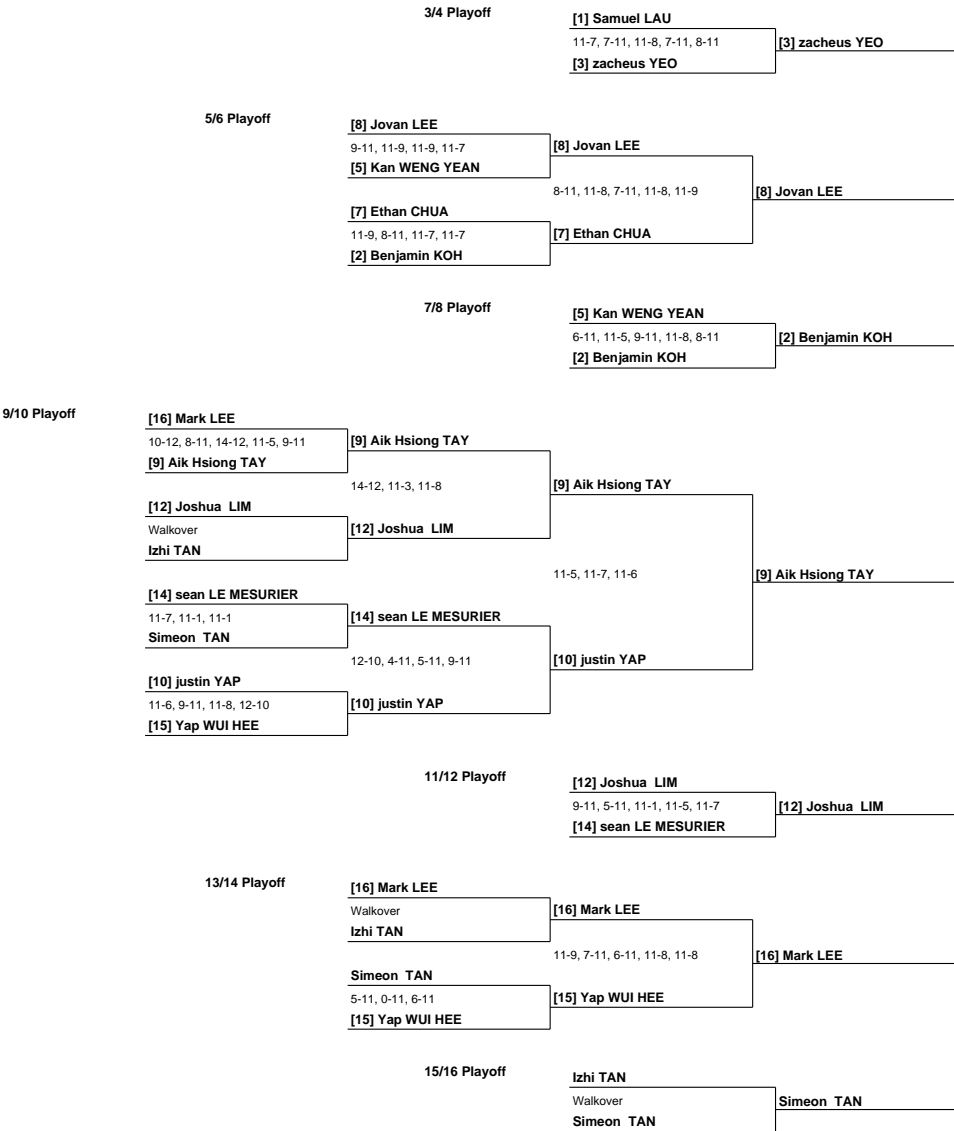 3/4 Playoff
[1] Samuel LAU
11-7, 7-11, 11-8, 7-11, 8-11
[3] zacheus YEO
[3] zacheus YEO
5/6 Playoff
[8] Jovan LEE
9-11, 11-9, 11-9, 11-7
[8] Jovan LEE
[5] Kan WENG YEAN
8-11, 11-8, 7-11, 11-8, 11-9
[8] Jovan LEE
[7] Ethan CHUA
11-9, 8-11, 11-7, 11-7
[7] Ethan CHUA
[2] Benjamin KOH
7/8 Playoff
[5] Kan WENG YEAN
6-11, 11-5, 9-11, 11-8, 8-11
[2] Benjamin KOH
[2] Benjamin KOH
9/10 Playoff
[16] Mark LEE
10-12, 8-11, 14-12, 11-5, 9-11
[9] Aik Hsiong TAY
[9] Aik Hsiong TAY
14-12, 11-3, 11-8
[9] Aik Hsiong TAY
[12] Joshua LIM
Walkover
[12] Joshua LIM
Izhi TAN
11-5, 11-7, 11-6
[9] Aik Hsiong TAY
[14] sean LE MESURIER
11-7, 11-1, 11-1
[14] sean LE MESURIER
Simeon TAN
12-10, 4-11, 5-11, 9-11
[10] justin YAP
[10] justin YAP
11-6, 9-11, 11-8, 12-10
[10] justin YAP
[15] Yap WUI HEE
11/12 Playoff
[12] Joshua LIM
9-11, 5-11, 11-1, 11-5, 11-7
[12] Joshua LIM
[14] sean LE MESURIER
13/14 Playoff
[16] Mark LEE
Walkover
[16] Mark LEE
Izhi TAN
11-9, 7-11, 6-11, 11-8, 11-8
[16] Mark LEE
Simeon TAN
5-11, 0-11, 6-11
[15] Yap WUI HEE
[15] Yap WUI HEE
15/16 Playoff
Izhi TAN
Walkover
Simeon TAN
Simeon TAN